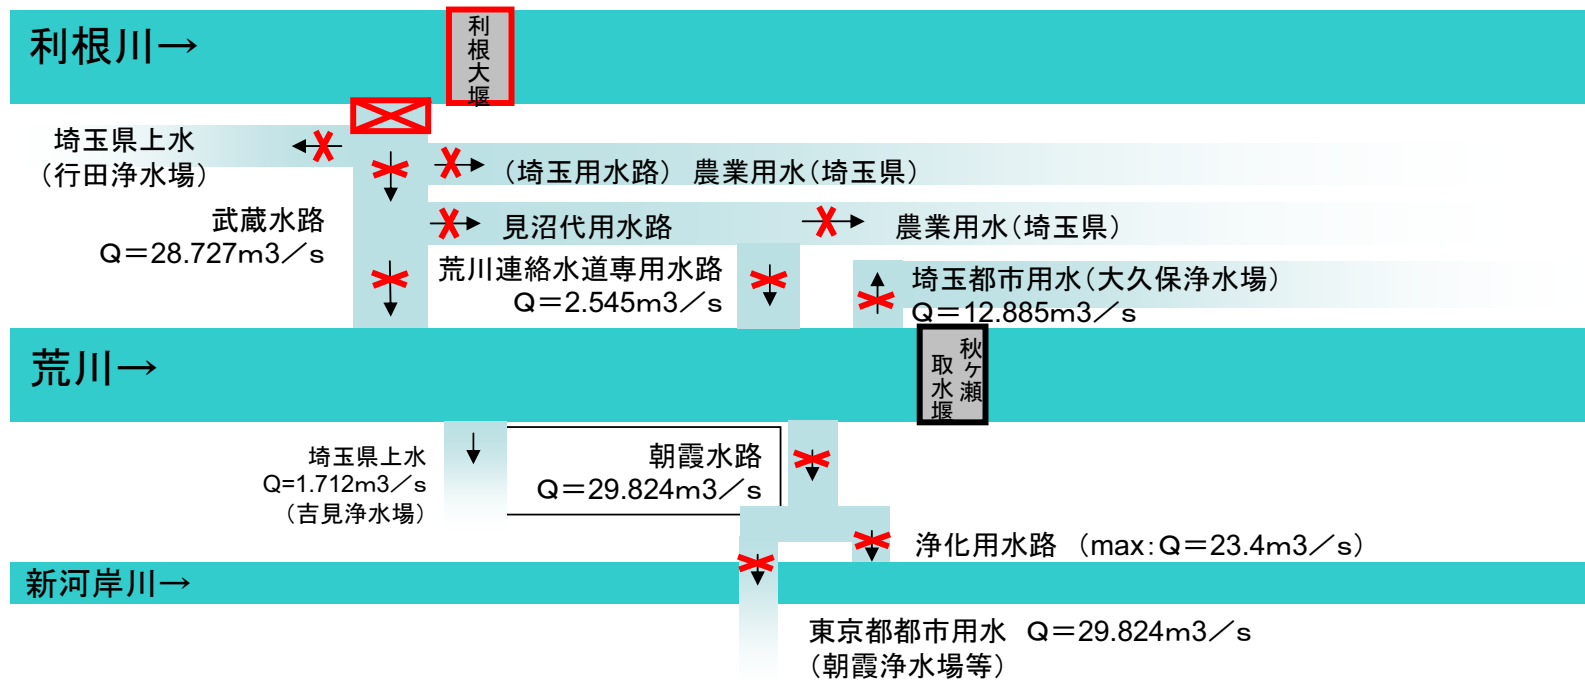 利根川→
利根大堰
埼玉県上水
（行田浄水場）
（埼玉用水路） 農業用水（埼玉県）
武蔵水路
Q＝28.727m3／s
見沼代用水路
農業用水（埼玉県）
荒川連絡水道専用水路
Q＝2.545m3／s
埼玉都市用水（大久保浄水場）
Q＝12.885m3／s
荒川→
秋ヶ瀬
取水堰
埼玉県上水
Q=1.712m3／s
（吉見浄水場）
朝霞水路
Q＝29.824m3／s
浄化用水路 （max：Q＝23.4m3／s）
新河岸川→
東京都都市用水 Q＝29.824m3／s
（朝霞浄水場等）